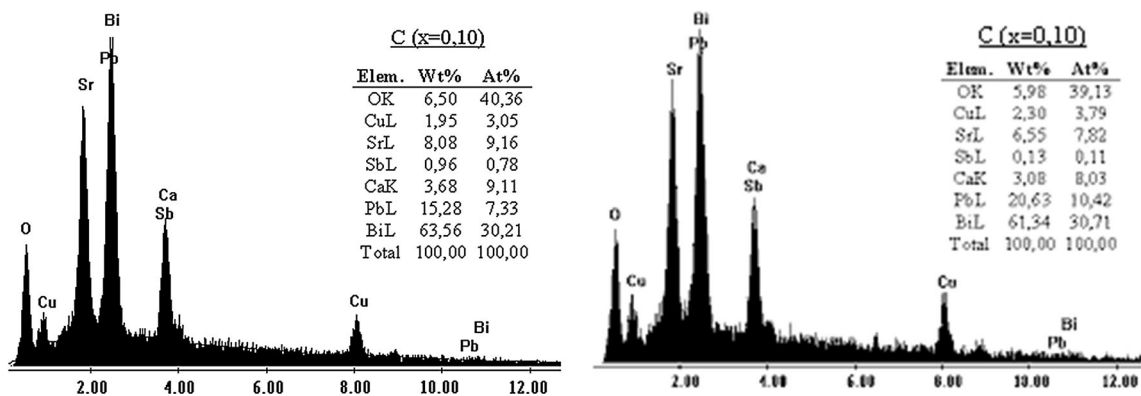 Bi
Pb
Sr
Ca
Sb
O
Cu
Cu
Bi
Pb
2.00 4.00 6.00 8.00 10.00 12.00
C (x=0,10)
Elem. Wt% At%
OK 6,50 40,36
CuL 1,95 3,05
SrL 8,08 9,16
SbL 0,96 0,78
CaK 3,68 9,11
PbL 15,28 7,33
BiL 63,56 30,21
Total 100,00 100,00
Bi
Pb
Sr
Ca
Sb
O
Cu
Cu
Bi
Pb
2.00 4.00 6.00 8.00 10.00 12.00
C (x=0,10)
Elem. Wt% At%
OK 5,98 39,13
CuL 2,30 3,79
SrL 6,55 7,82
SbL 0,13 0,11
CaK 3,08 8,03
PbL 20,63 10,42
BiL 61,34 30,71
Total 100,00 100,00